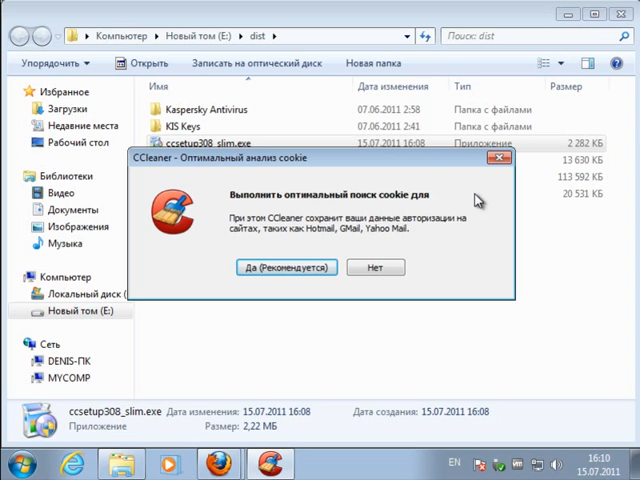 Компьютер ▸ Новый том (E:) ▸ dist ▸
Поиск: dist
Упорядочить Открыть Записать на оптический диск Новая папка
Имя Дата изменения Тип Размер
Избранное
Загрузки
Недавние места
Рабочий стол
Библиотеки
Видео
Документы
Изображения
Музыка
Компьютер
Локальный диск (
Новый том (E:)
Сеть
DENIS-ПК
MYCOMP
Kaspersky Antivirus 07.06.2011 2:58 Папка с файлами
KIS Keys 07.06.2011 2:41 Папка с файлами
ccsetup308_slim.exe 15.07.2011 16:08 Приложение 2 282 КБ
13 630 КБ
113 592 КБ
20 531 КБ
CCleaner - Оптимальный анализ cookie
Выполнить оптимальный поиск cookie для
При этом CCleaner сохранит ваши данные авторизации на
сайтах, таких как Hotmail, GMail, Yahoo Mail.
Да (Рекомендуется) Нет
ccsetup308_slim.exe Дата изменения: 15.07.2011 16:08 Дата создания: 15.07.2011 16:08
Приложение Размер: 2,22 МБ
EN
16:10
15.07.2011